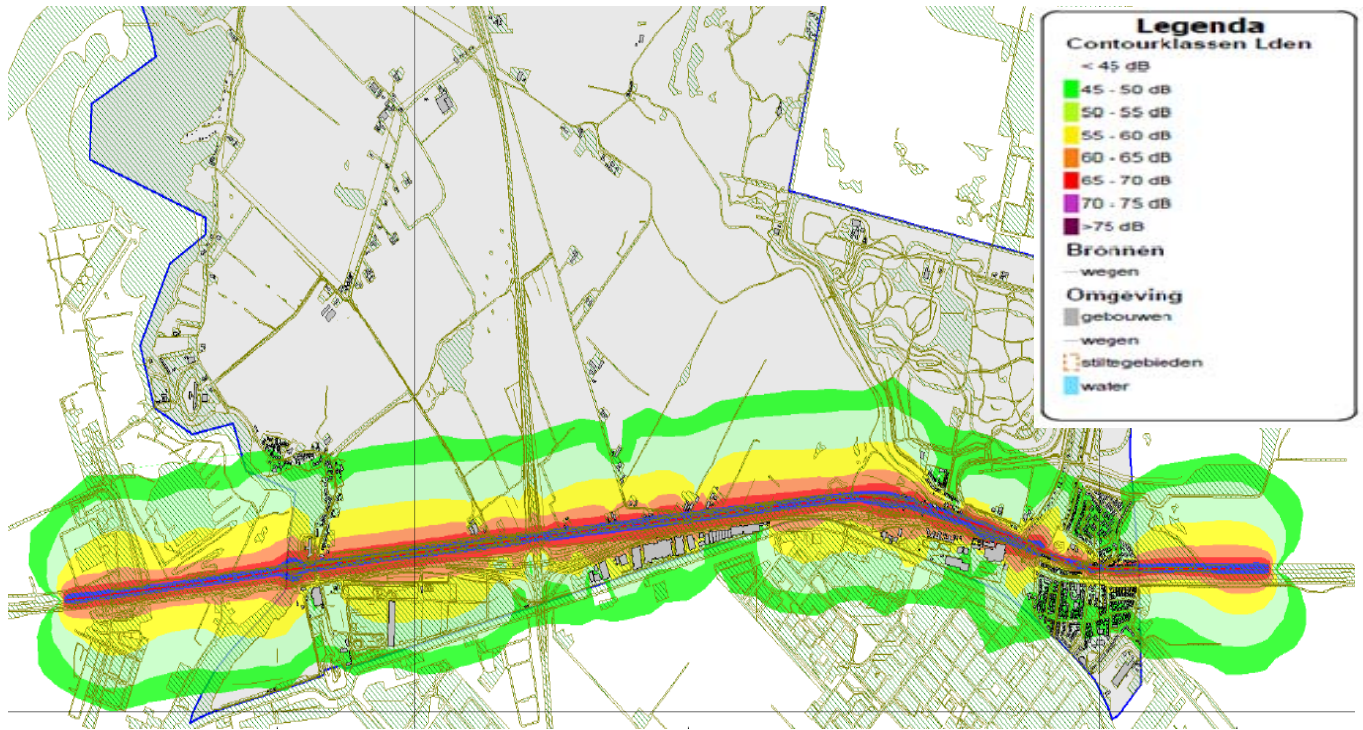 Legenda
Contourklassen Lden
< 45 dB
45 - 50 dB
50 - 55 dB
55 - 60 dB
60 - 65 dB
65 - 70 dB
70 - 75 dB
>75 dB
Bronnen
wegen
Omgeving
gebouwen
wegen
stiltegebieden
water